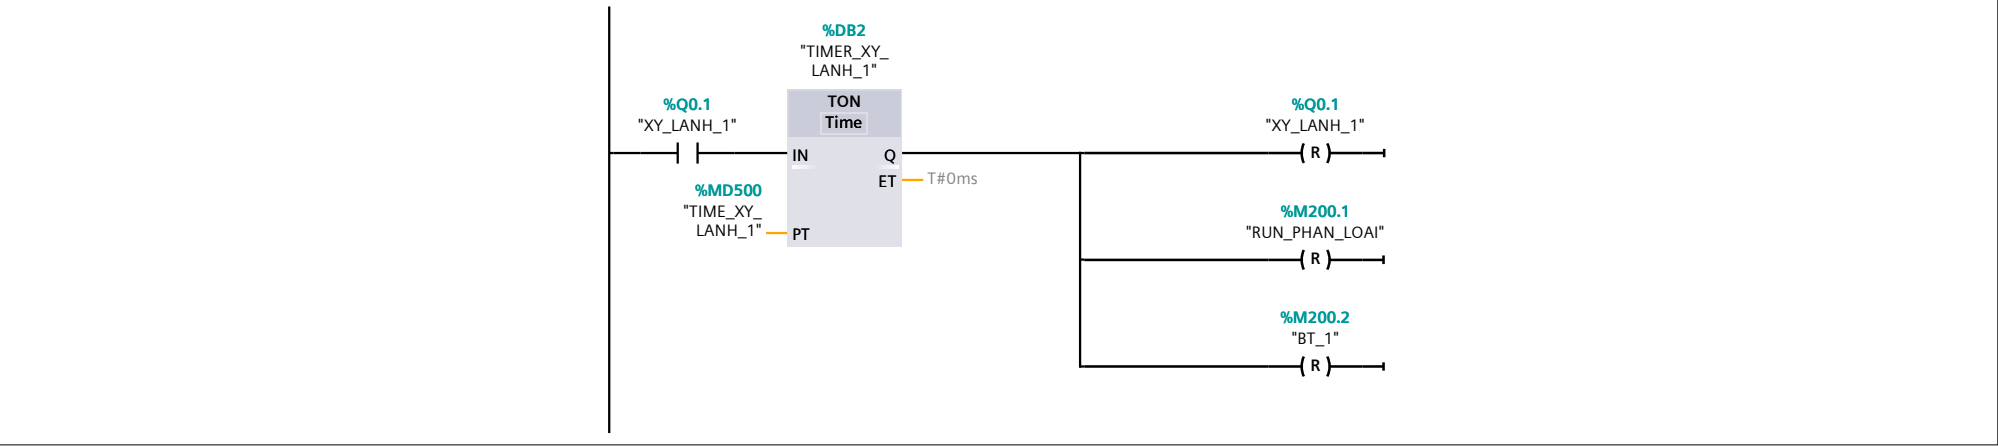 %DB2
"TIMER_XY_
LANH_1"
%Q0.1
"XY_LANH_1"
TON
Time
IN
Q
ET
T#0ms
%MD500
"TIME_XY_
LANH_1"
PT
%Q0.1
"XY_LANH_1"
R
%M200.1
"RUN_PHAN_LOAI"
R
%M200.2
"BT_1"
R